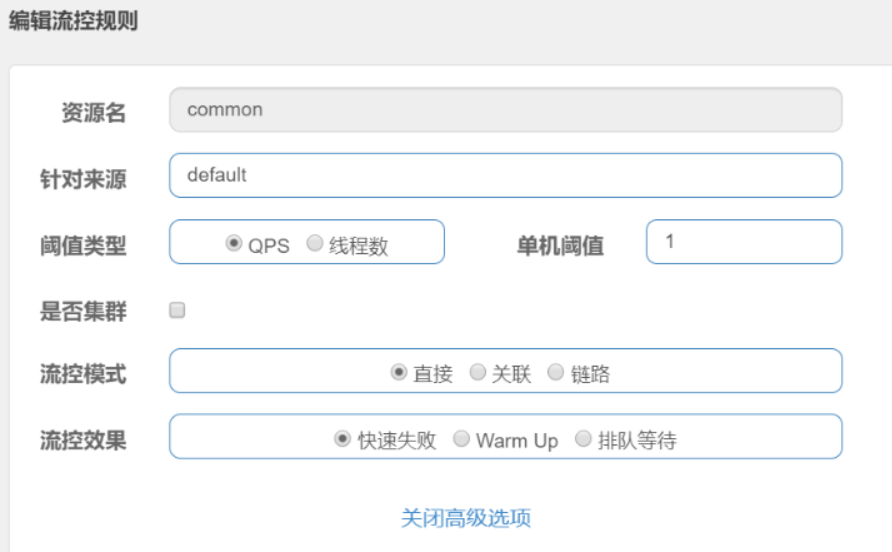 编辑流控规则
资源名 common
针对来源 default
阈值类型 QPS 线程数 单机阈值 1
是否集群
流控模式 直接 关联 链路
流控效果 快速失败 Warm Up 排队等待
关闭高级选项